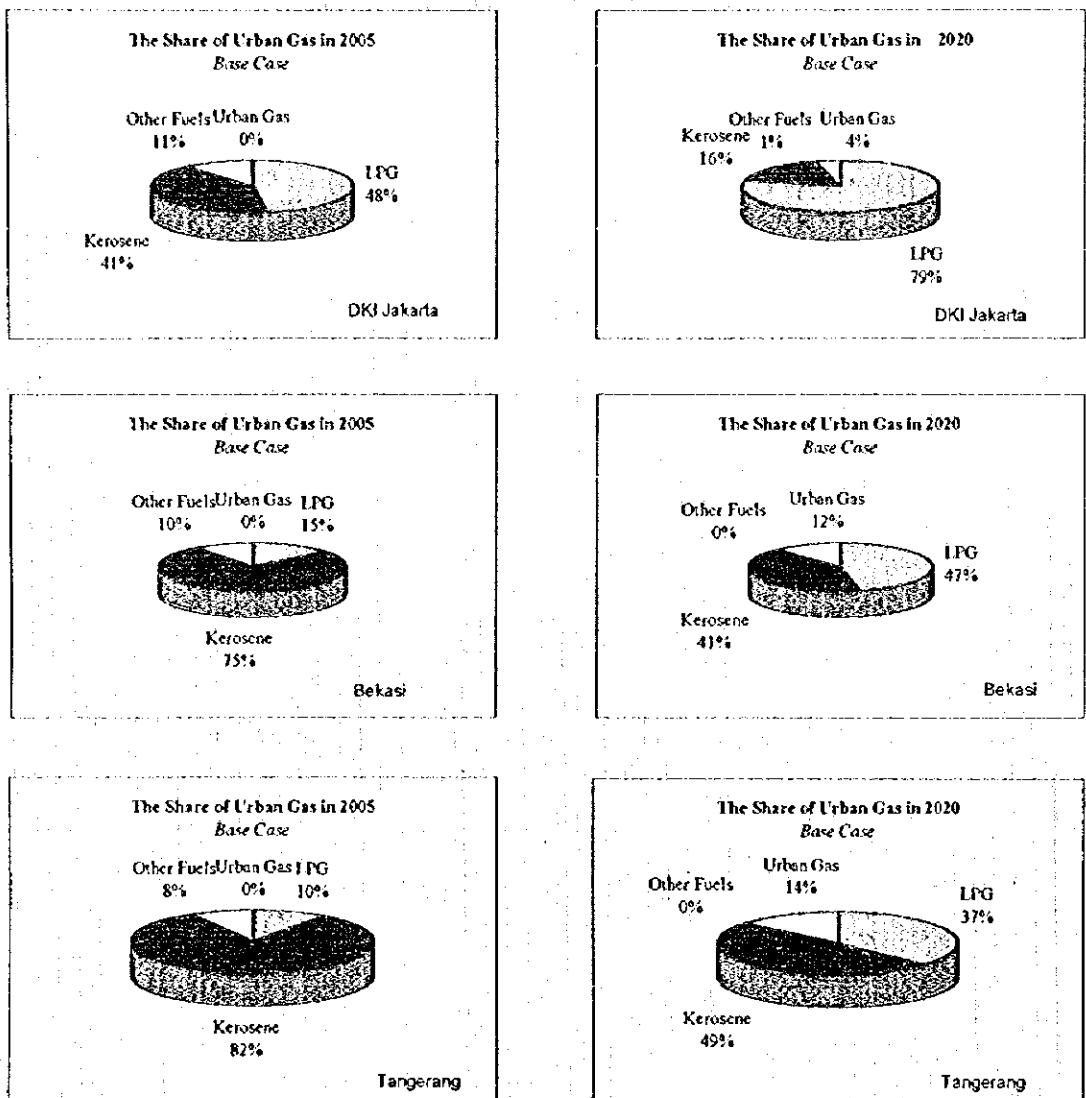 The Share of Urban Gas in 2005
Base Case
Other Fuels Urban Gas
11% 0%
LPG
48%
Kerosene
41%
DKI Jakarta
The Share of Urban Gas in 2020
Base Case
Other Fuels Urban Gas
Kerosene 1% 4%
16%
LPG
79%
DKI Jakarta
The Share of Urban Gas in 2005
Base Case
Other Fuels Urban Gas LPG
10% 0% 15%
Kerosene
75%
Bekasi
The Share of Urban Gas in 2020
Base Case
Urban Gas
Other Fuels 12%
0%
LPG
47%
Kerosene
41%
Bekasi
The Share of Urban Gas in 2005
Base Case
Other Fuels Urban Gas LPG
8% 0% 10%
Kerosene
82%
Tangerang
The Share of Urban Gas in 2020
Base Case
Urban Gas
Other Fuels 14%
0%
LPG
37%
Kerosene
49%
Tangerang